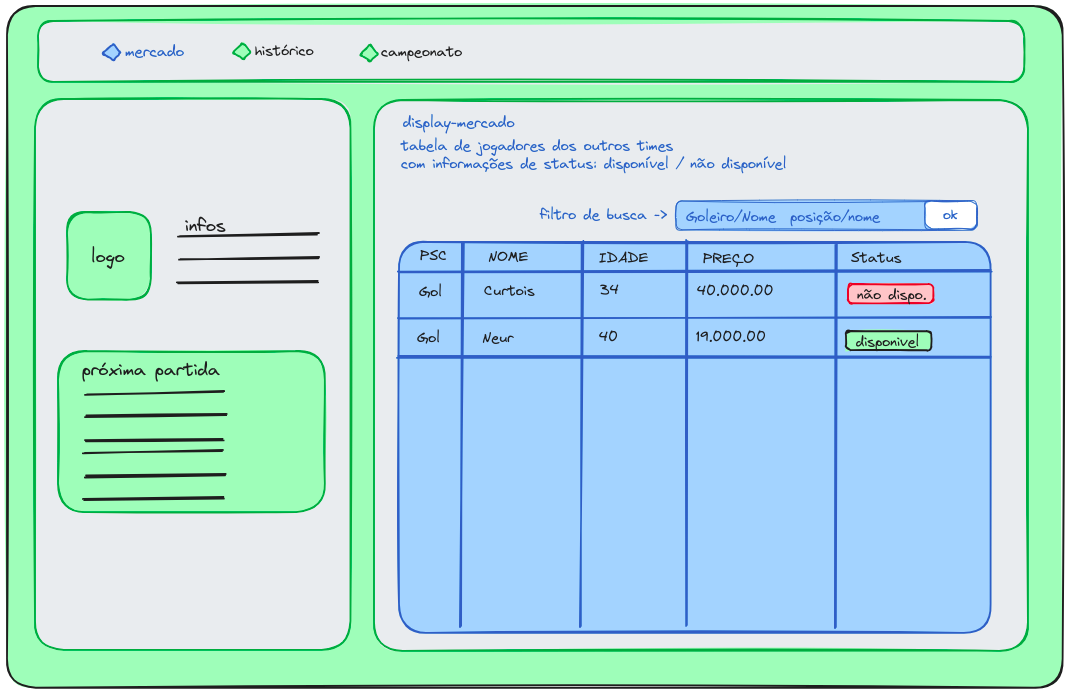 mercado histórico campeonato
logo
infos
próxima partida
display-mercado
tabela de jogadores dos outros times
com informações de status: disponível / não disponível
filtro de busca -> Goleiro/Nome posição/nome ok
PSC NOME IDADE PREÇO Status
Gol Curtois 34 40.000.00 não dispo.
Gol Neur 40 19.000.00 disponivel